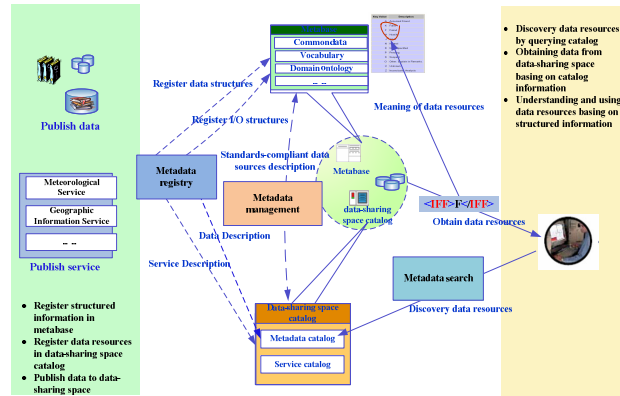 Publish data
Meteorological
Service
Geographic
Information Service
... ...
Publish service
● Register structured
information in
metabase
● Register data resources
in data-sharing space
catalog
● Publish data to data-
sharing space
Commondata
Vocabulary
Domain ontology
... ...
Register data structures
Register I/O structures
Meaning of data resources
Standards-compliant data
sources description
Metadata
registry
Metadata
management
Metabase
data-sharing
space catalog
<IFF>F</IFF>
Obtain data resources
Data Description
Service Description
Metadata search
Discovery data resources
Data-sharing space
catalog
Metadata catalog
Service catalog
● Discovery data resources
by querying catalog
● Obtaining data from
data-sharing space
basing on catalog
information
● Understanding and using
data resources basing on
structured information